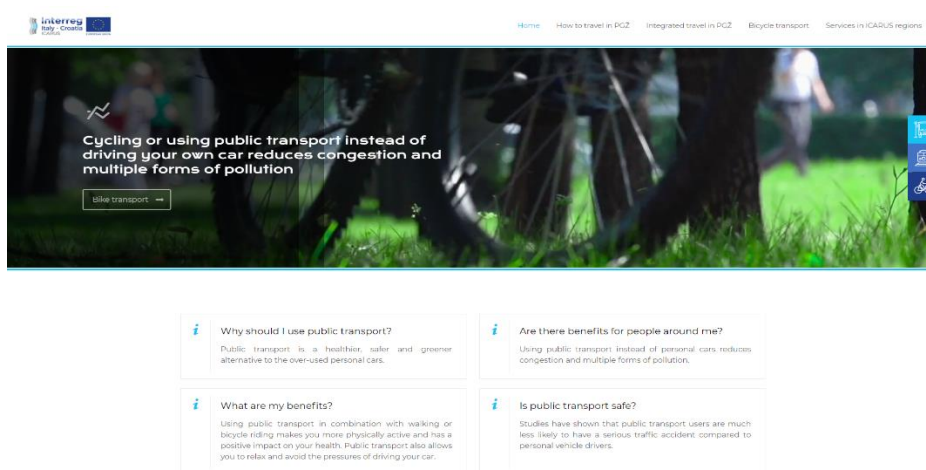 interreg
Italy - Croatia
ICARUS
Home How to travel in PGŽ Integrated travel in PGŽ Bicycle transport Services in ICARUS regions
Cycling or using public transport instead of
driving your own car reduces congestion and
multiple forms of pollution
Bike transport →
Why should I use public transport?
Public transport is a healthier, safer and greener
alternative to the over-used personal cars.
Are there benefits for people around me?
Using public transport instead of personal cars reduces
congestion and multiple forms of pollution.
What are my benefits?
Using public transport in combination with walking or
bicycle riding makes you more physically active and has a
positive impact on your health. Public transport also allows
you to relax and avoid the pressures of driving your car.
Is public transport safe?
Studies have shown that public transport users are much
less likely to have a serious traffic accident compared to
personal vehicle drivers.